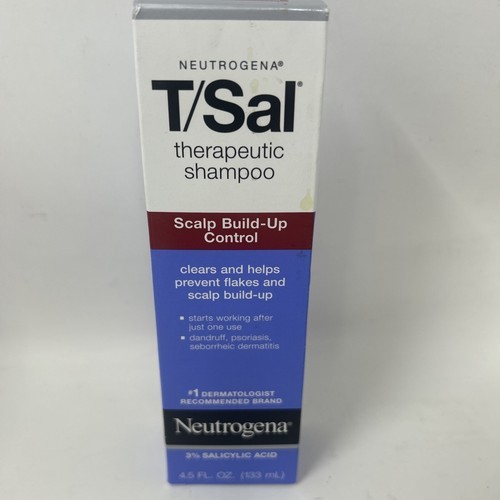 NEUTROGENA®
T/Sal®
therapeutic
shampoo
Scalp Build-Up
Control
clears and helps
prevent flakes and
scalp build-up
▪ starts working after
just one use
▪ dandruff, psoriasis,
seborrheic dermatitis
#1 DERMATOLOGIST
RECOMMENDED BRAND
Neutrogena®
3% SALICYLIC ACID
4.5 FL. OZ. (133 mL)